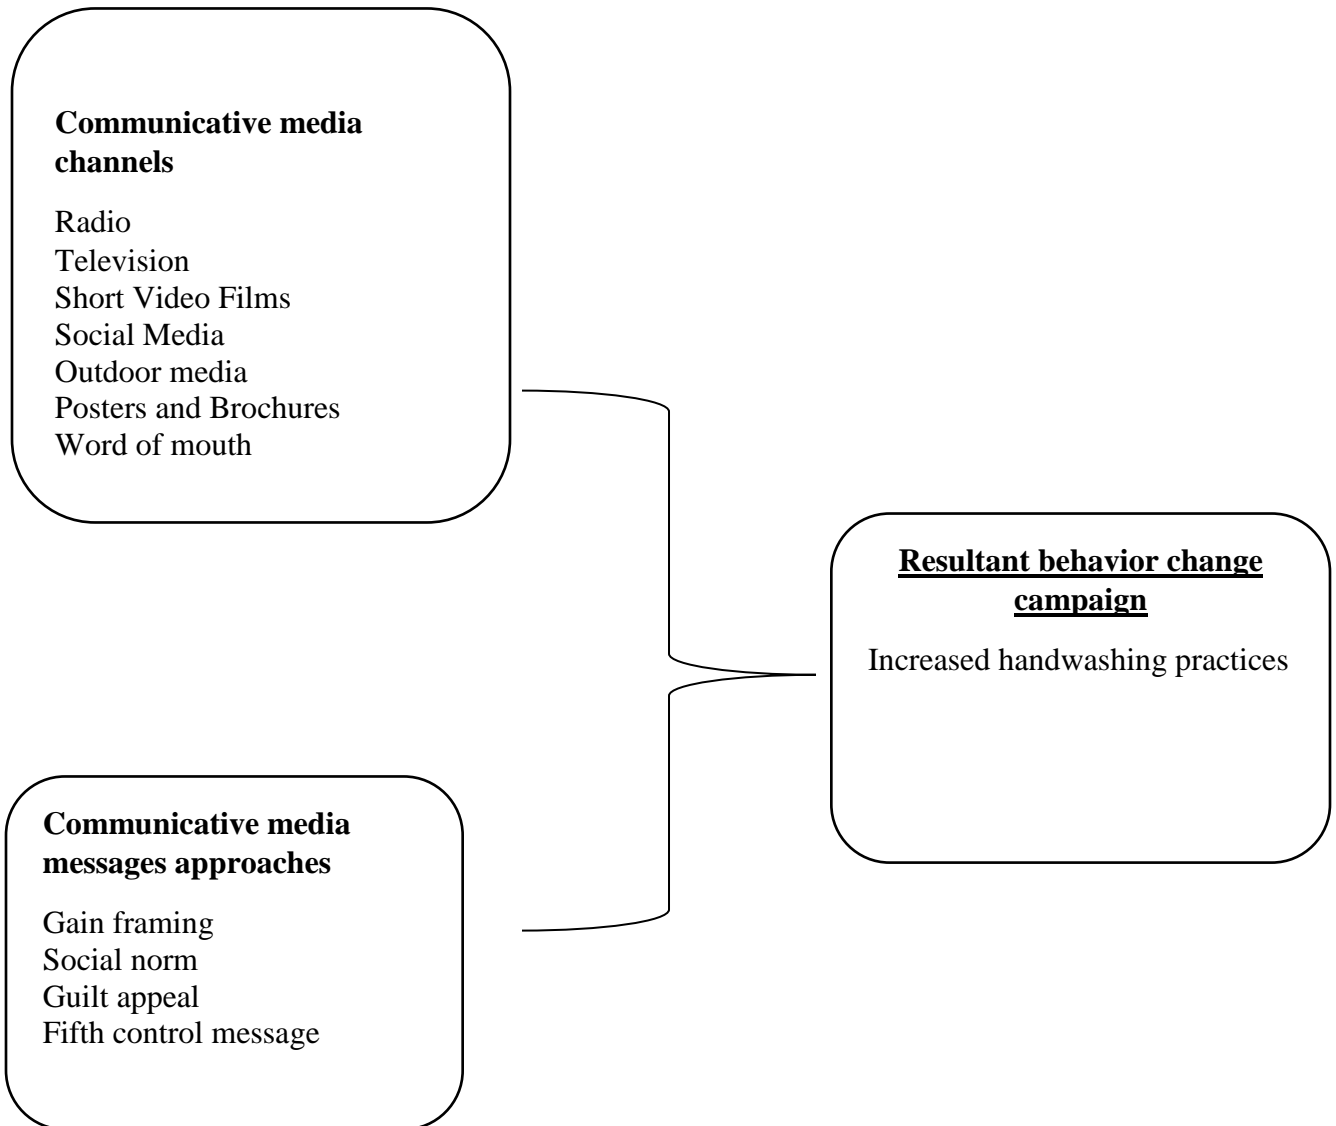 Communicative media
channels
Radio
Television
Short Video Films
Social Media
Outdoor media
Posters and Brochures
Word of mouth
Resultant behavior change
campaign
Increased handwashing practices
Communicative media
messages approaches
Gain framing
Social norm
Guilt appeal
Fifth control message